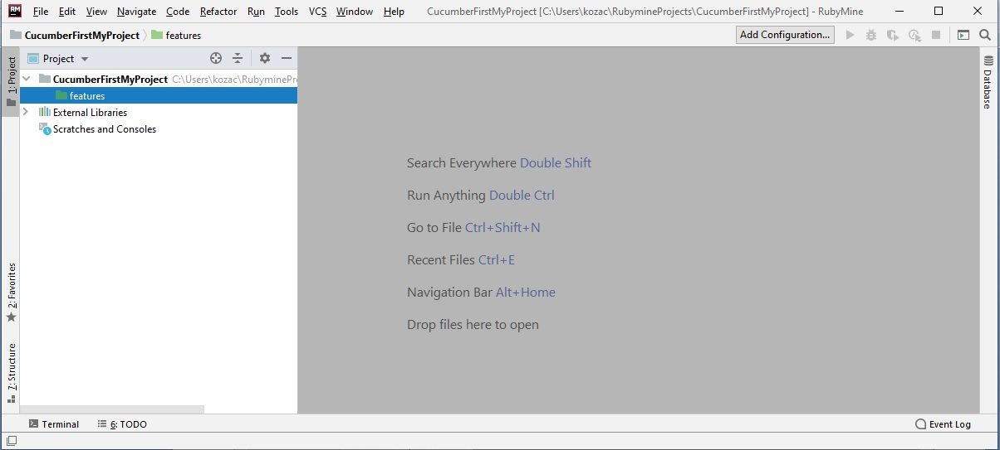 RM File Edit View Navigate Code Refactor Run Tools VCS Window Help CucumberFirstMyProject [C:\Users\kozac\RubymineProjects\CucumberFirstMyProject] - RubyMine
CucumberFirstMyProject features Add Configuration...
1: Project
Project
CucumberFirstMyProject C:\Users\kozac\RubyminePr
features
External Libraries
Scratches and Consoles
Search Everywhere Double Shift
Run Anything Double Ctrl
Go to File Ctrl+Shift+N
Recent Files Ctrl+E
Navigation Bar Alt+Home
Drop files here to open
Database
2: Favorites
7: Structure
Terminal 6: TODO Event Log